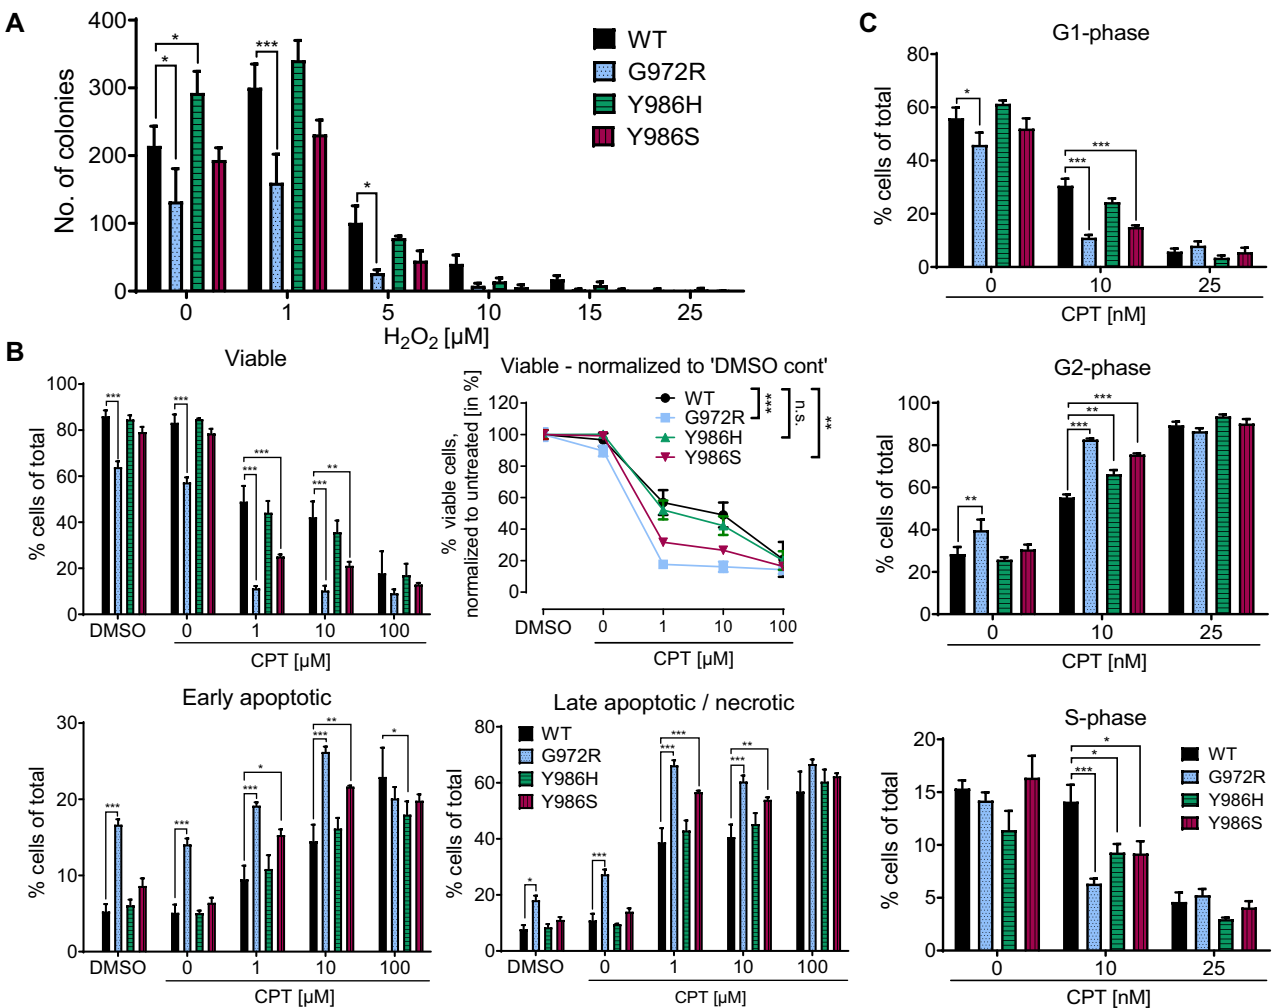 A
400
300
200
100
0
No. of colonies
*
*
***
*
WT
G972R
Y986H
Y986S
0 1 5 10 15 25
H₂O₂ [µM]
B
Viable
100
80
60
40
20
0
% cells of total
***
***
***
***
***
**
DMSO 0 1 10 100
CPT [µM]
Viable - normalized to 'DMSO cont'
120
100
80
60
40
20
0
% viable cells,
normalized to untreated [in %]
WT
G972R
Y986H
Y986S
***
n.s.
**
DMSO 0 1 10 100
CPT [µM]
Early apoptotic
30
20
10
0
% cells of total
***
***
*
***
**
***
*
DMSO 0 1 10 100
CPT [µM]
Late apoptotic / necrotic
80
60
40
20
0
% cells of total
WT
G972R
Y986H
Y986S
*
***
***
***
**
***
DMSO 0 1 10 100
CPT [µM]
C
G1-phase
80
60
40
20
0
% cells of total
*
***
***
0 10 25
CPT [nM]
G2-phase
100
80
60
40
20
0
% cells of total
**
***
**
***
0 10 25
CPT [nM]
S-phase
20
15
10
5
0
% cells of total
*
*
***
WT
G972R
Y986H
Y986S
0 10 25
CPT [nM]